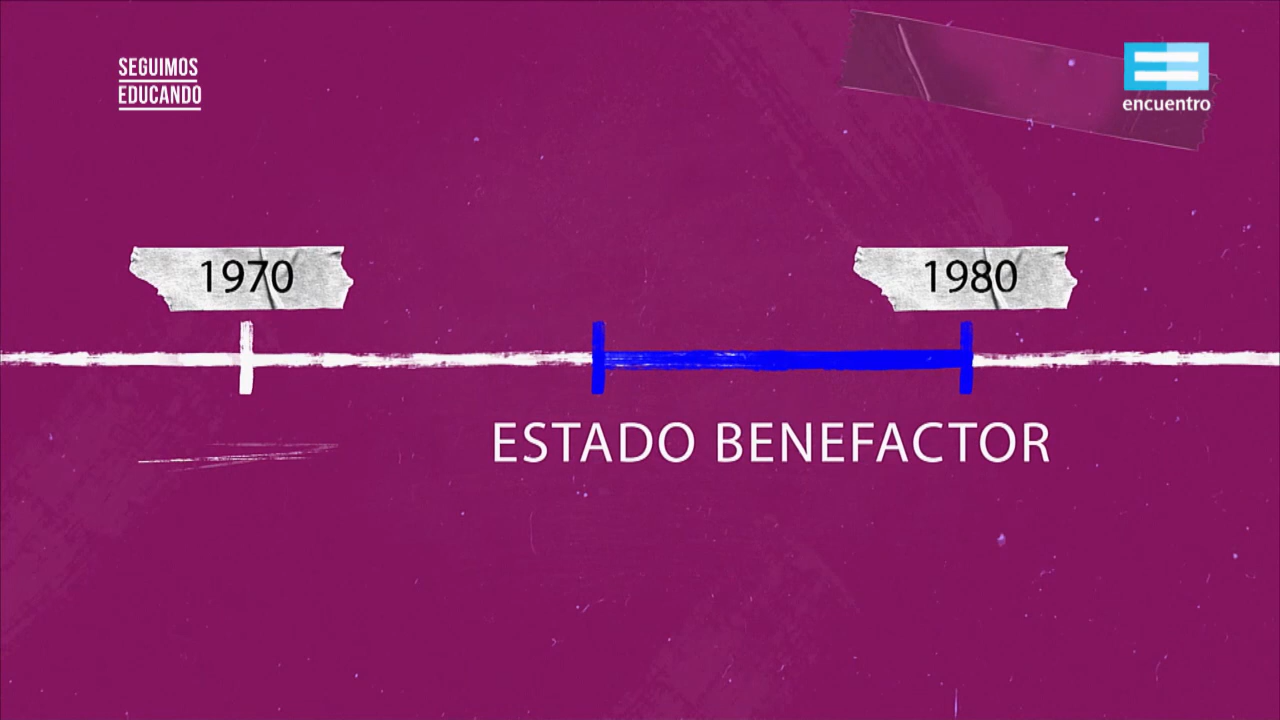 SEGUIMOS
EDUCANDO
encuentro
1970
1980
ESTADO BENEFACTOR